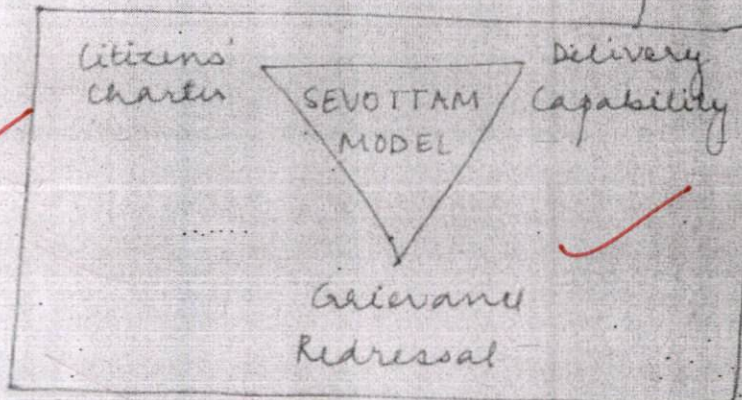 Citizens'
Charter
SEVOTTAM
MODEL
Delivery
Capability
Grievance
Redressal